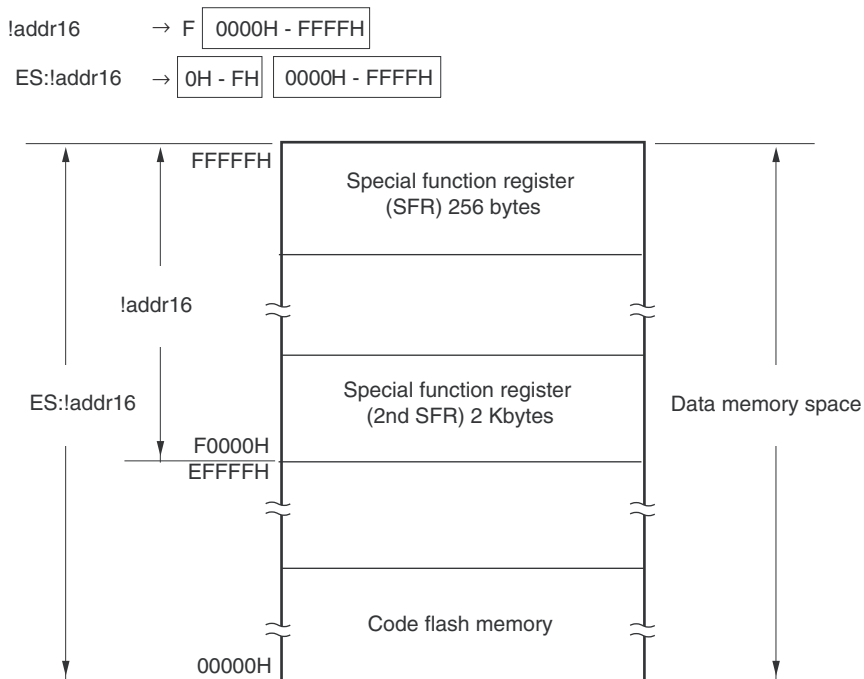 !addr16 → F 0000H - FFFFH
ES:!addr16 → 0H - FH 0000H - FFFFH
FFFFFH
Special function register
(SFR) 256 bytes
!addr16
Special function register
(2nd SFR) 2 Kbytes
ES:!addr16
Data memory space
F0000H
EFFFFH
Code flash memory
00000H